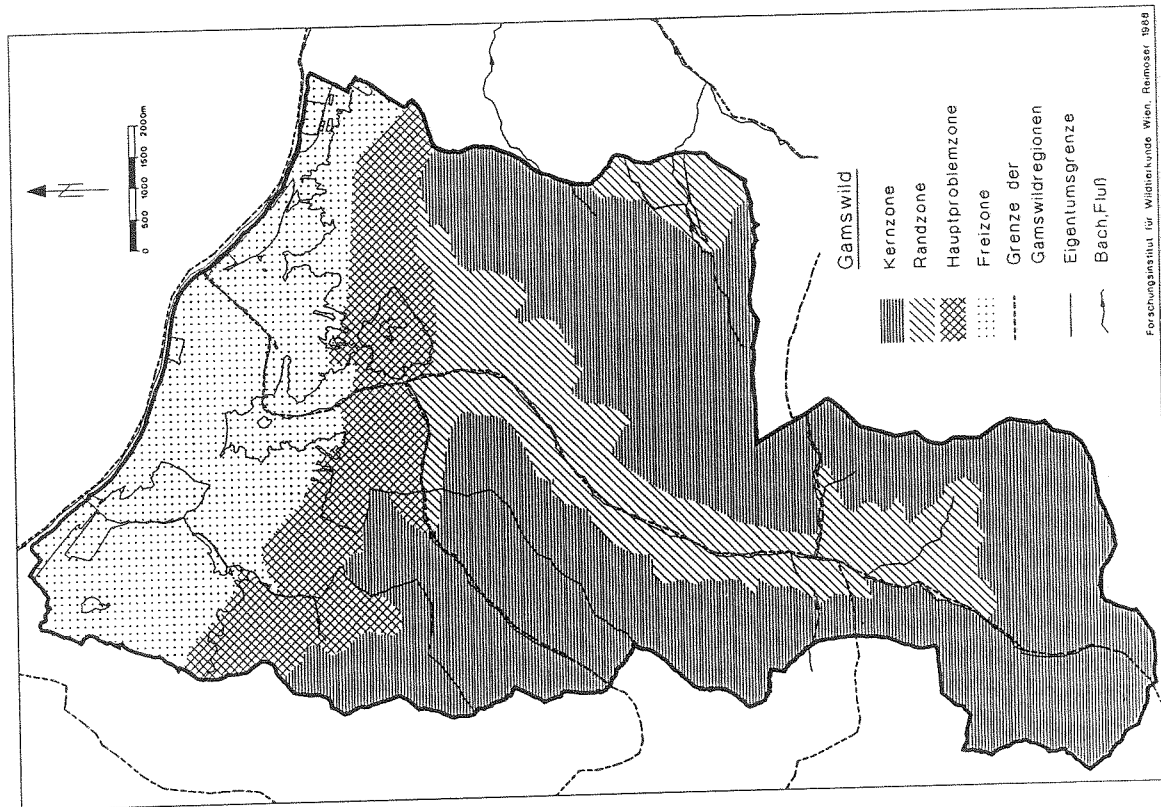 N
0 500 1000 1500 2000m
Gamswild
Kernzone
Randzone
Hauptproblemzone
Freizone
Grenze der
Gamswildregionen
Eigentumsgrenze
Bach,Fluß
Forschungsinstitut für Wildtierkunde Wien, Reimoser 1988